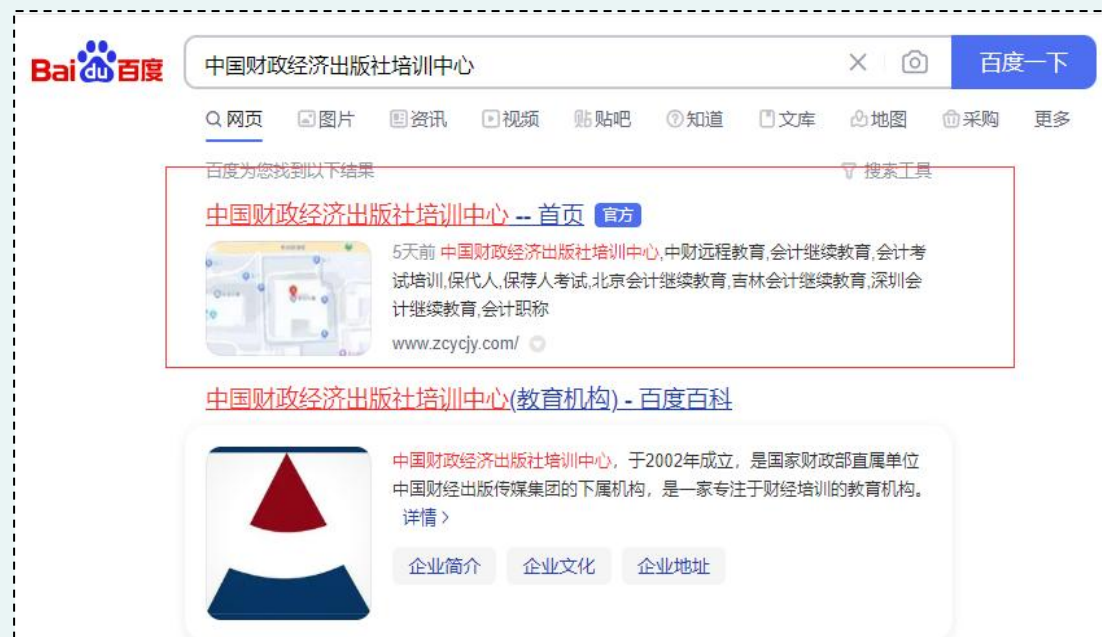 Bai du 百度 中国财政经济出版社培训中心 百度一下
网页 图片 资讯 视频 贴吧 知道 文库 地图 采购 更多
百度为您找到以下结果 搜索工具
中国财政经济出版社培训中心 -- 首页 官方
5天前 中国财政经济出版社培训中心,中财远程教育,会计继续教育,会计考
试培训,保代人,保荐人考试,北京会计继续教育,吉林会计继续教育,深圳会
计继续教育,会计职称
www.zcycjy.com/
中国财政经济出版社培训中心(教育机构) - 百度百科
中国财政经济出版社培训中心，于2002年成立，是国家财政部直属单位
中国财经出版传媒集团的下属机构，是一家专注于财经培训的教育机构。
详情 >
企业简介 企业文化 企业地址